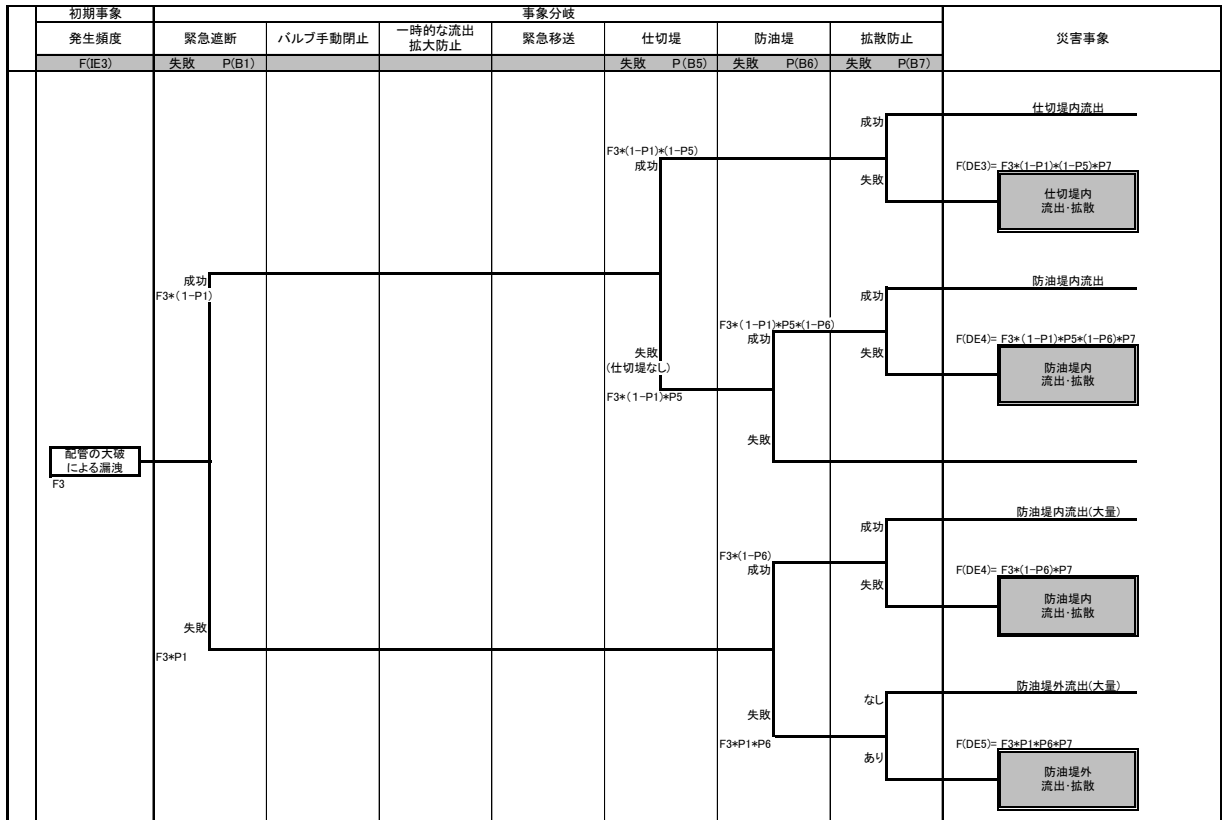 初期事象 事象分岐
発生頻度 緊急遮断 バルブ手動閉止 一時的な流出 緊急移送 仕切堤 防油堤 拡散防止 災害事象
拡大防止
F(IE3) 失敗 P(B1) 失敗 P(B5) 失敗 P(B6) 失敗 P(B7)
仕切堤内流出
成功
F3*(1-P1)*(1-P5)
成功
F(DE3)= F3*(1-P1)*(1-P5)*P7
失敗
仕切堤内
流出・拡散
成功
F3*(1-P1)
防油堤内流出
成功
F3*(1-P1)*P5*(1-P6)
成功
F(DE4)= F3*(1-P1)*P5*(1-P6)*P7
失敗
失敗
(仕切堤なし)
防油堤内
流出・拡散
F3*(1-P1)*P5
失敗
配管の大破
による漏洩
F3
防油堤内流出(大量)
成功
F3*(1-P6)
成功
F(DE4)= F3*(1-P6)*P7
失敗
防油堤内
流出・拡散
失敗
F3*P1
防油堤外流出(大量)
なし
失敗
F3*P1*P6
F(DE5)= F3*P1*P6*P7
あり
防油堤外
流出・拡散